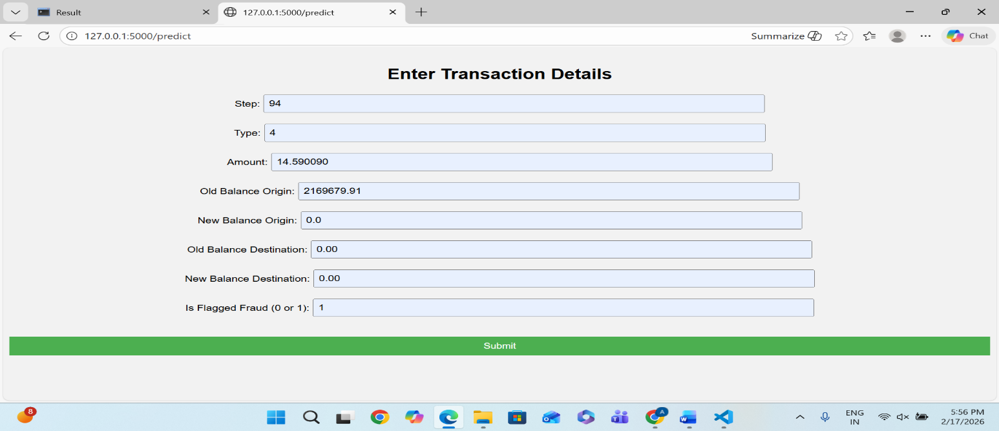 Result
127.0.0.1:5000/predict
127.0.0.1:5000/predict
Summarize
Chat
Enter Transaction Details
Step: 94
Type: 4
Amount: 14.590090
Old Balance Origin: 2169679.91
New Balance Origin: 0.0
Old Balance Destination: 0.00
New Balance Destination: 0.00
Is Flagged Fraud (0 or 1): 1
Submit
8
A
W
ENG
IN
5:56 PM
2/17/2026